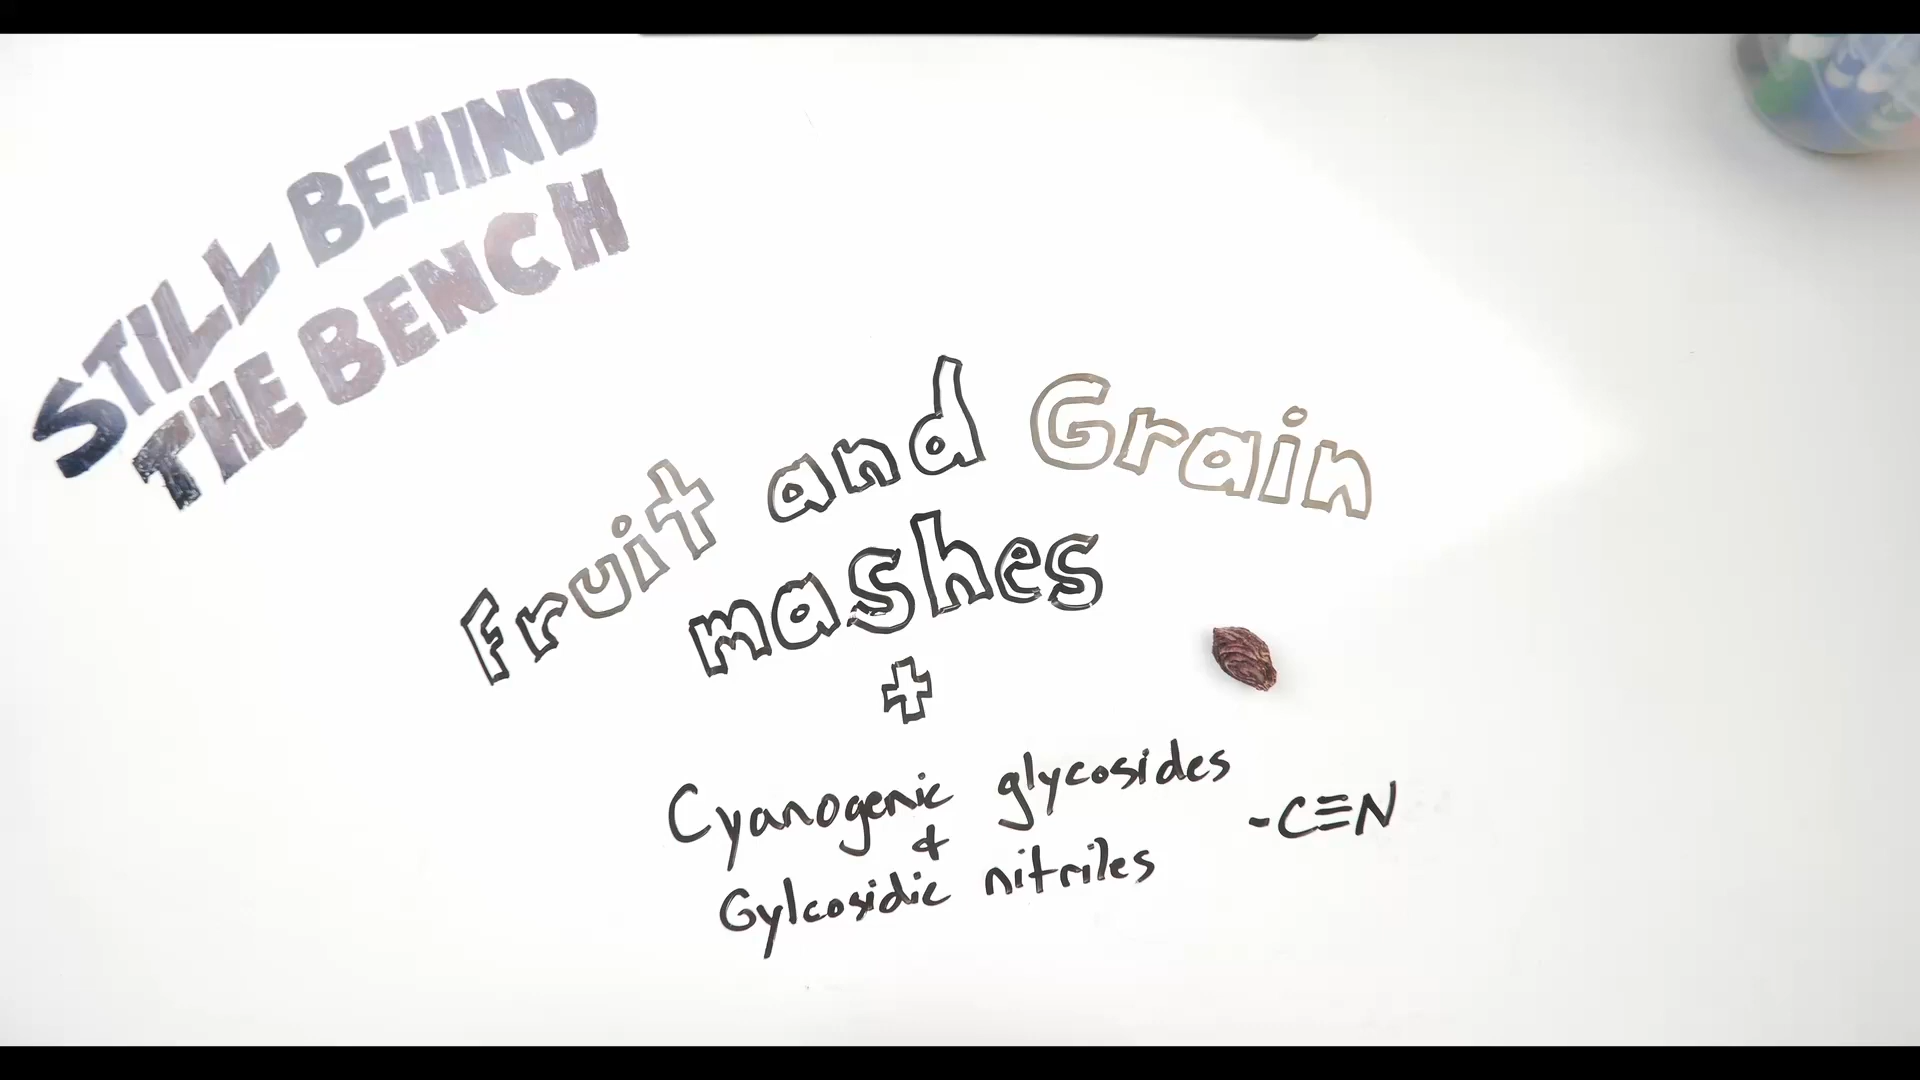 STILL BEHIND
THE BENCH
Fruit and Grain
mashes
+
Cyanogenic glycosides
&
Gylcosidic nitriles
-C≡N